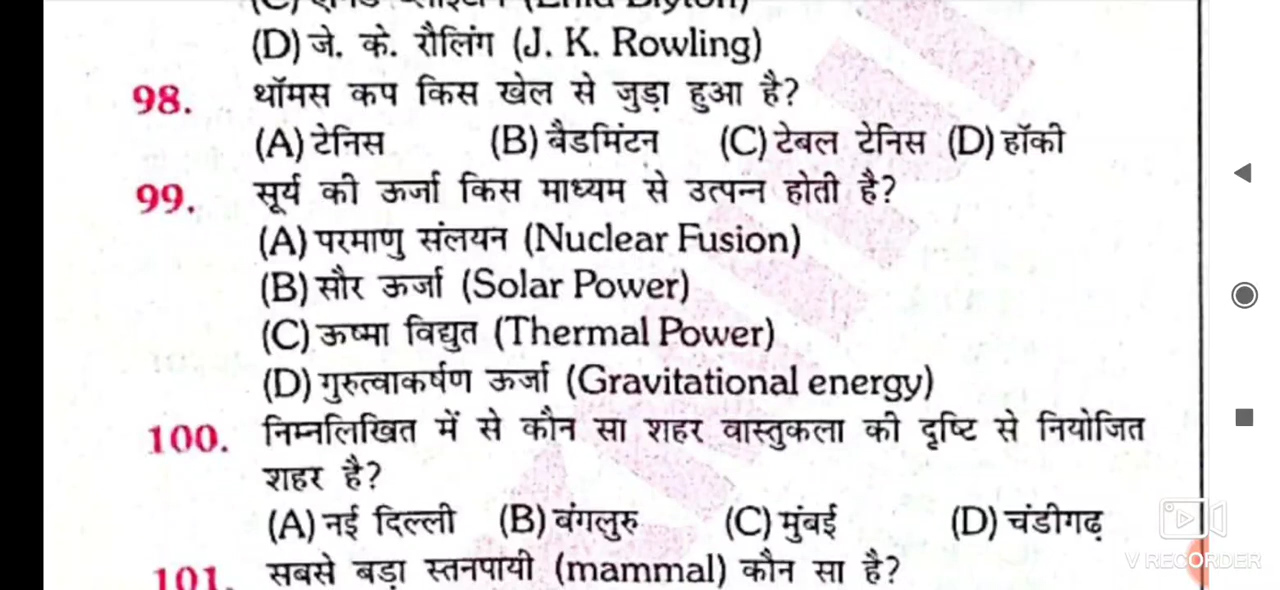 (D) जे. के. रौलिंग (J. K. Rowling)
98. थॉमस कप किस खेल से जुड़ा हुआ है?
(A) टेनिस (B) बैडमिंटन (C) टेबल टेनिस (D) हॉकी
99. सूर्य की ऊर्जा किस माध्यम से उत्पन्न होती है?
(A) परमाणु संलयन (Nuclear Fusion)
(B) सौर ऊर्जा (Solar Power)
(C) ऊष्मा विद्युत (Thermal Power)
(D) गुरुत्वाकर्षण ऊर्जा (Gravitational energy)
100. निम्नलिखित में से कौन सा शहर वास्तुकला की दृष्टि से नियोजित
शहर है?
(A) नई दिल्ली (B) बंगलुरु (C) मुंबई (D) चंडीगढ़
101. सबसे बड़ा स्तनपायी (mammal) कौन सा है?
V RECORDER